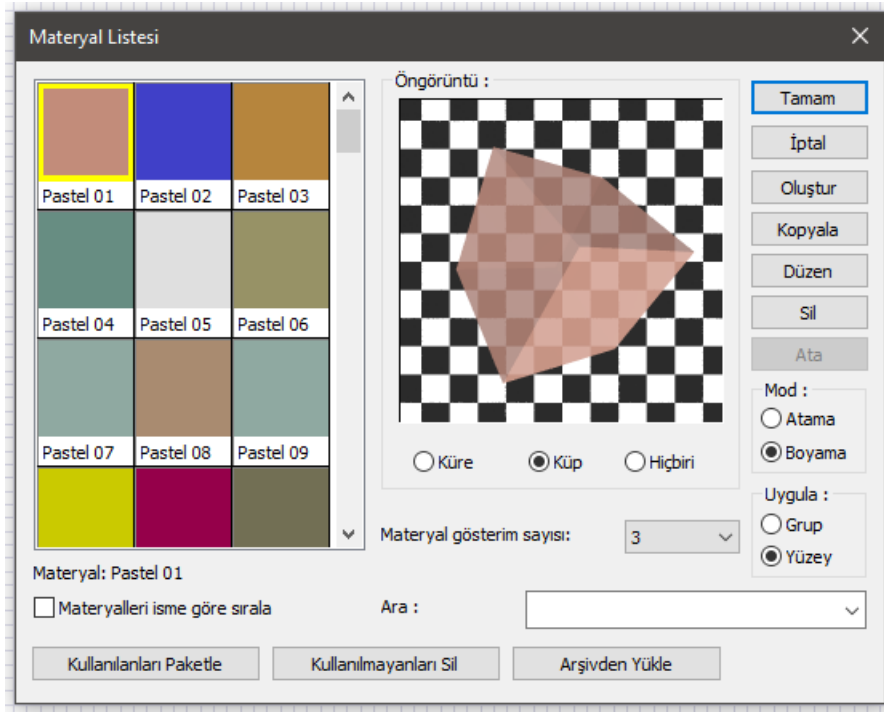 Materyal Listesi
Pastel 01 Pastel 02 Pastel 03
Pastel 04 Pastel 05 Pastel 06
Pastel 07 Pastel 08 Pastel 09
Öngörüntü :
Küre Küp Hiçbiri
Materyal gösterim sayısı: 3
Tamam
İptal
Oluştur
Kopyala
Düzen
Sil
Ata
Mod :
Atama
Boyama
Uygula :
Grup
Yüzey
Materyal: Pastel 01
Materyalleri isme göre sırala
Ara :
Kullanılanları Paketle Kullanılmayanları Sil Arşivden Yükle